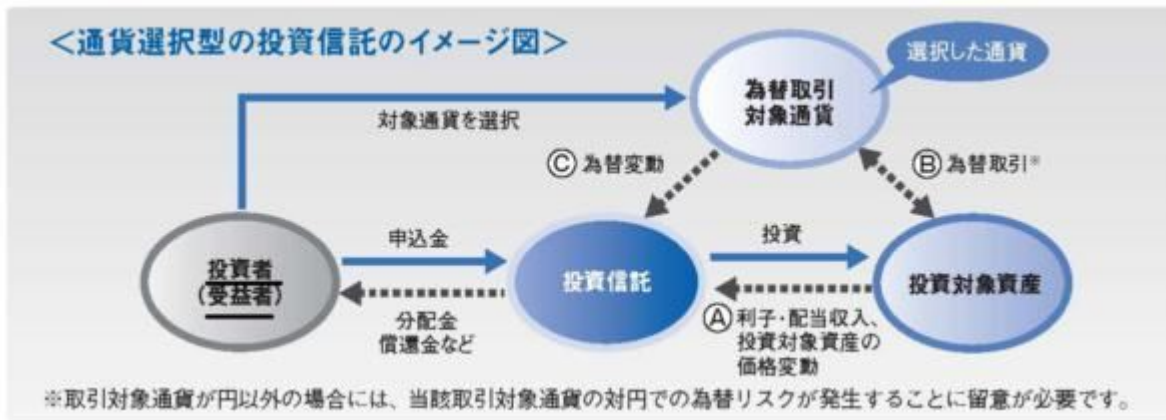 <通貨選択型の投資信託のイメージ図>
選択した通貨
為替取引
対象通貨
対象通貨を選択
Ⓒ為替変動
Ⓑ為替取引※
申込金
投資
投資者
(受益者)
投資信託
投資対象資産
分配金
償還金など
Ⓐ利子・配当収入、
投資対象資産の
価格変動
※取引対象通貨が円以外の場合には、当該取引対象通貨の対円での為替リスクが発生することに留意が必要です。